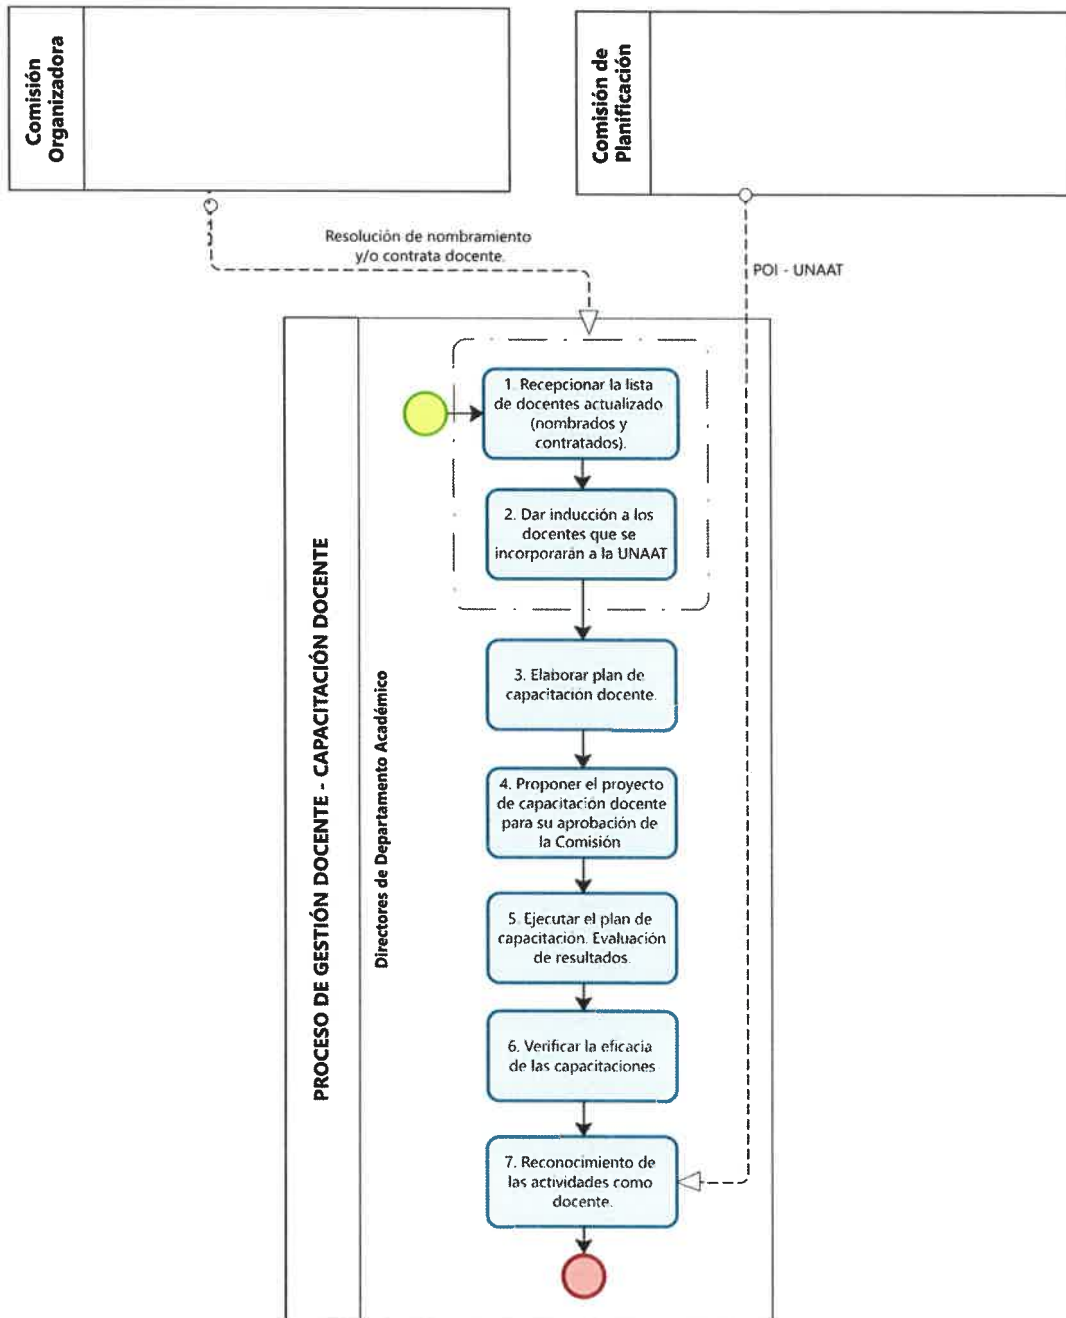 Comisión
Organizadora
Comisión de
Planificación
Resolución de nombramiento
y/o contrata docente.
POI - UNAAT
PROCESO DE GESTIÓN DOCENTE - CAPACITACIÓN DOCENTE
Directores de Departamento Académico
1. Recepcionar la lista
de docentes actualizado
(nombrados y
contratados).
2. Dar inducción a los
docentes que se
incorporarán a la UNAAT
3. Elaborar plan de
capacitación docente.
4. Proponer el proyecto
de capacitación docente
para su aprobación de
la Comisión
5. Ejecutar el plan de
capacitación. Evaluación
de resultados.
6. Verificar la eficacia
de las capacitaciones
7. Reconocimiento de
las actividades como
docente.